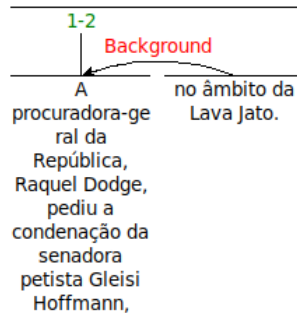 1-2
Background
A
procuradora-ge
ral da
República,
Raquel Dodge,
pediu a
condenação da
senadora
petista Gleisi
Hoffmann,
no âmbito da
Lava Jato.